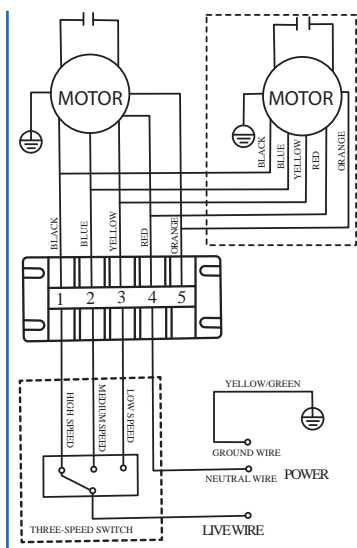 MOTOR
MOTOR
BLACK
BLUE
YELLOW
RED
ORANGE
BLACK
BLUE
YELLOW
RED
ORANGE
1 2 3 4 5
HIGH SPEED
MEDIUM SPEED
LOW SPEED
THREE-SPEED SWITCH
YELLOW/GREEN
GROUND WIRE
NEUTRAL WIRE
POWER
LIVE WIRE